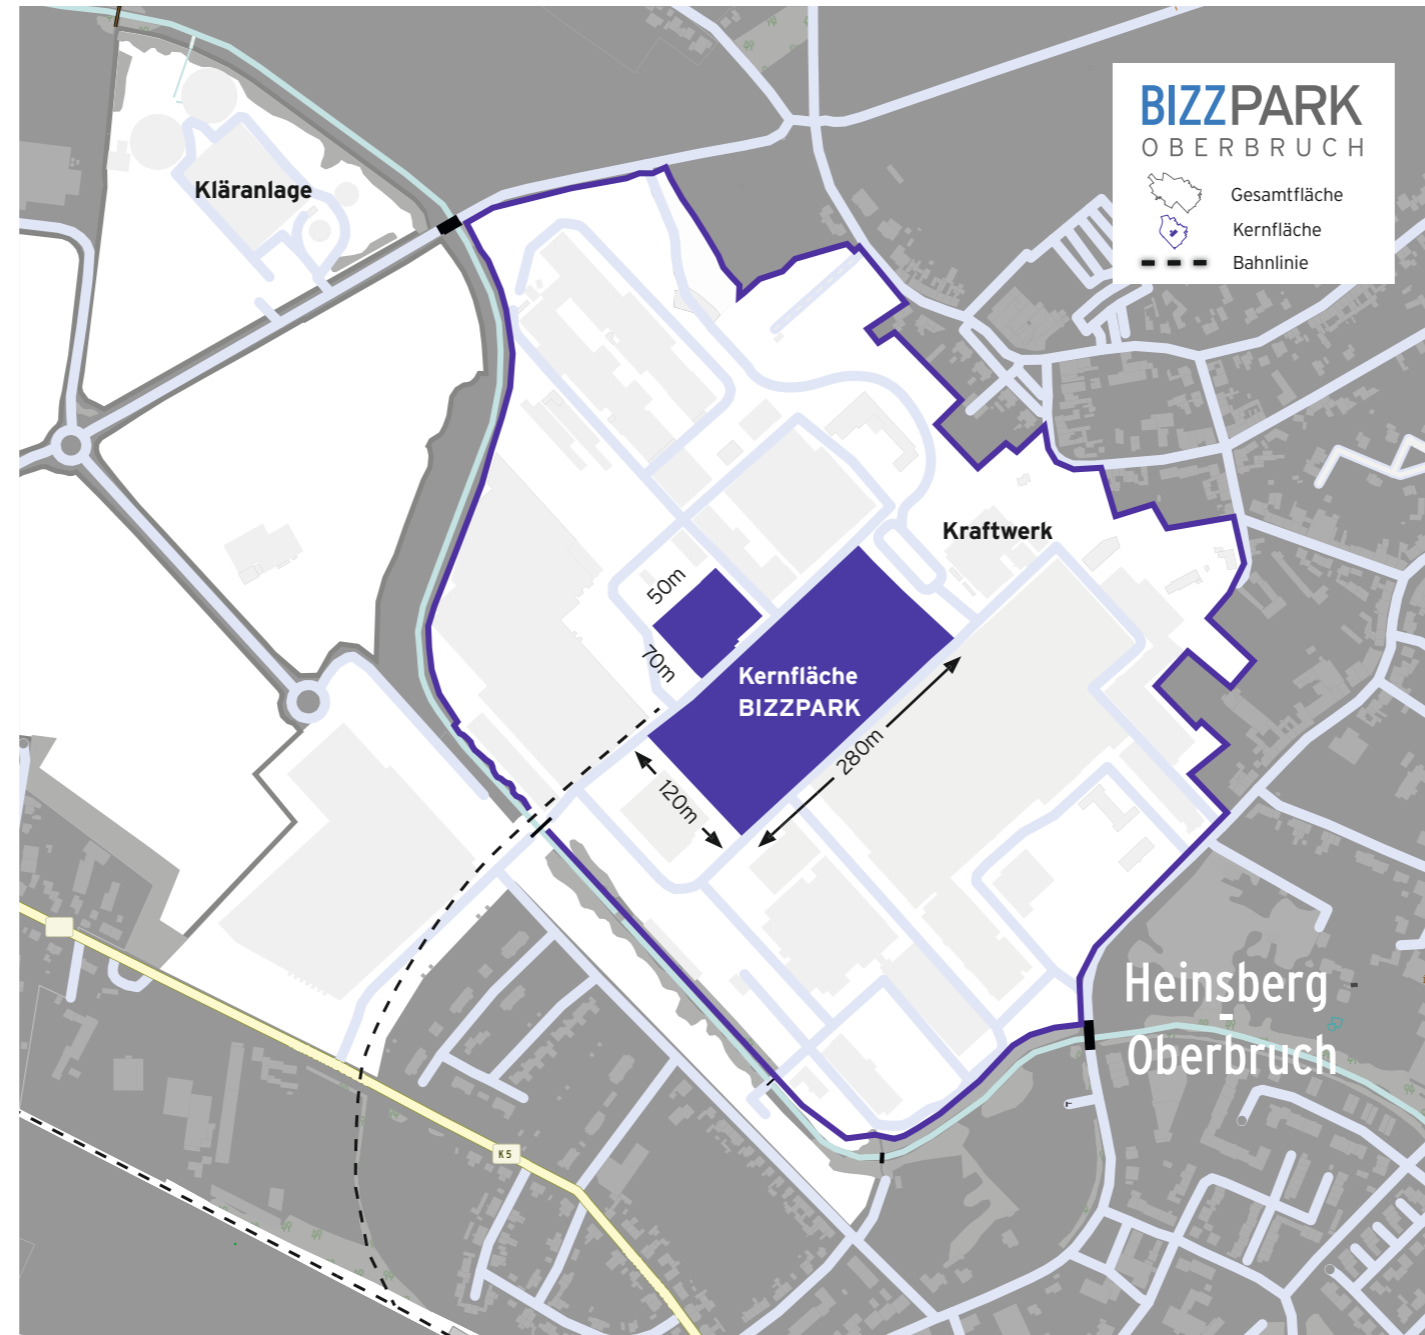 BIZZPARK
OBERBRUCH
Gesamtfläche
Kernfläche
Bahnlinie
Kläranlage
Kraftwerk
50m
70m
Kernfläche
BIZZPARK
280m
120m
Heinsberg
-
Oberbruch
K5